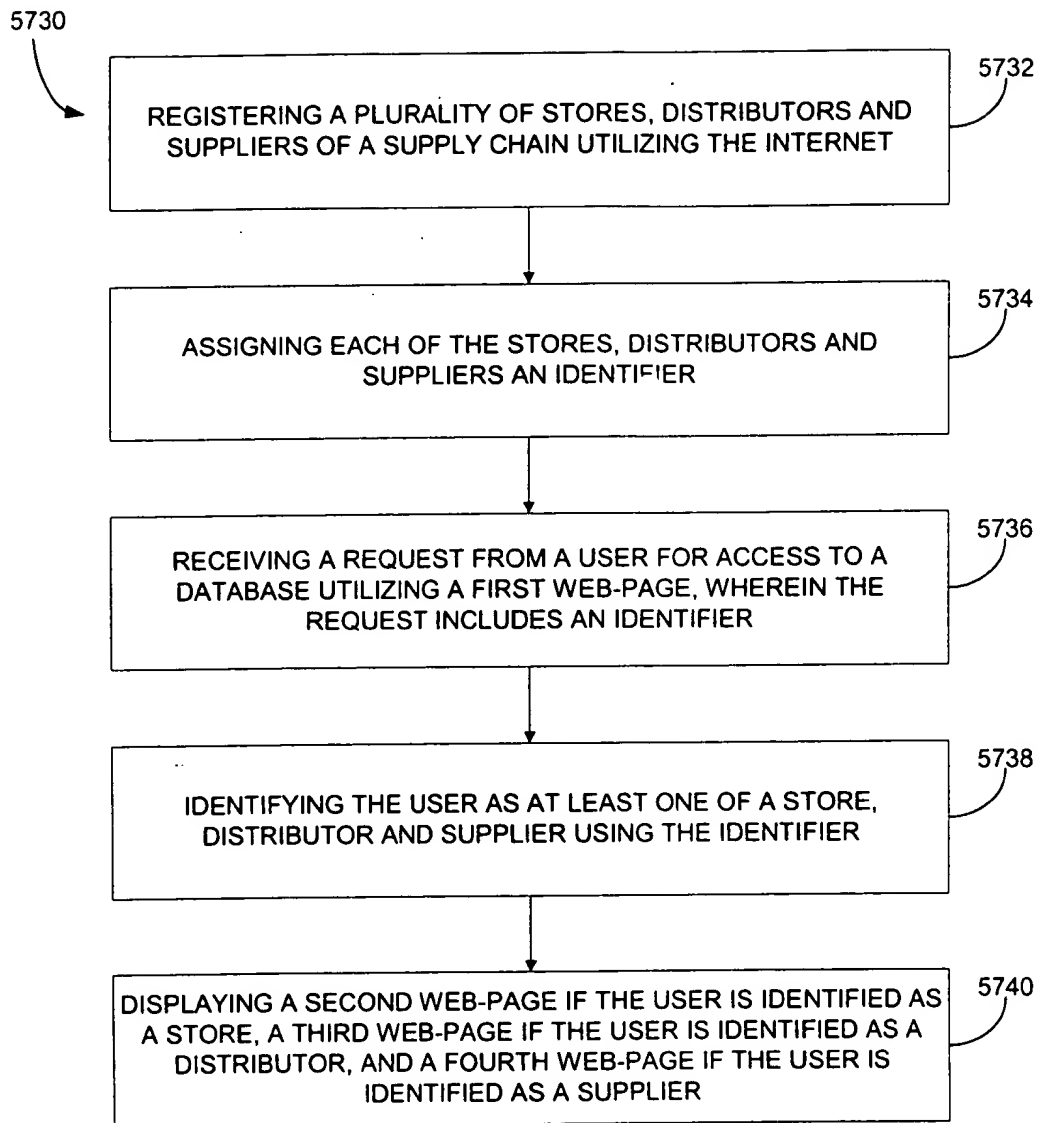 5730
5732
REGISTERING A PLURALITY OF STORES, DISTRIBUTORS AND
SUPPLIERS OF A SUPPLY CHAIN UTILIZING THE INTERNET
5734
ASSIGNING EACH OF THE STORES, DISTRIBUTORS AND
SUPPLIERS AN IDENTIFIER
5736
RECEIVING A REQUEST FROM A USER FOR ACCESS TO A
DATABASE UTILIZING A FIRST WEB-PAGE, WHEREIN THE
REQUEST INCLUDES AN IDENTIFIER
5738
IDENTIFYING THE USER AS AT LEAST ONE OF A STORE,
DISTRIBUTOR AND SUPPLIER USING THE IDENTIFIER
5740
DISPLAYING A SECOND WEB-PAGE IF THE USER IS IDENTIFIED AS
A STORE, A THIRD WEB-PAGE IF THE USER IS IDENTIFIED AS A
DISTRIBUTOR, AND A FOURTH WEB-PAGE IF THE USER IS
IDENTIFIED AS A SUPPLIER